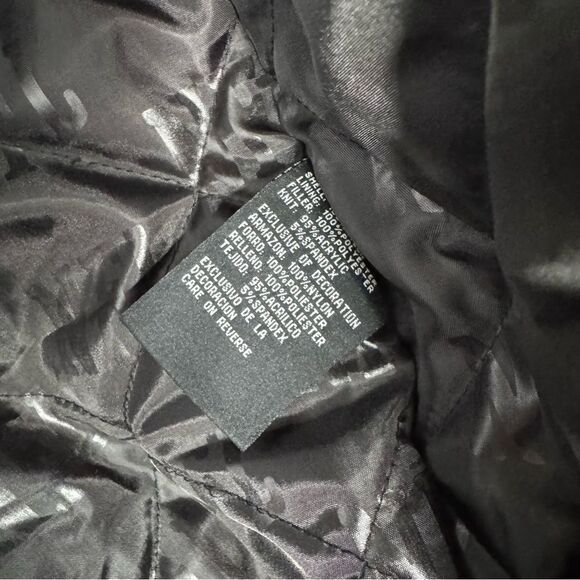 SHELL:
LINING: 100%POLYESTER
FILLER: 100%POLYESTER
KNIT: 95%ACRYLIC
5%SPANDEX
EXCLUSIVE OF DECORATION
ARMAZON: 100%NYLON
FORRO: 100%POLIESTER
RELLENO: 100%POLIESTER
TEJIDO: 95%ACRILICO
5%SPANDEX
EXCLUSIVO DE LA
DECORACION
CARE ON REVERSE